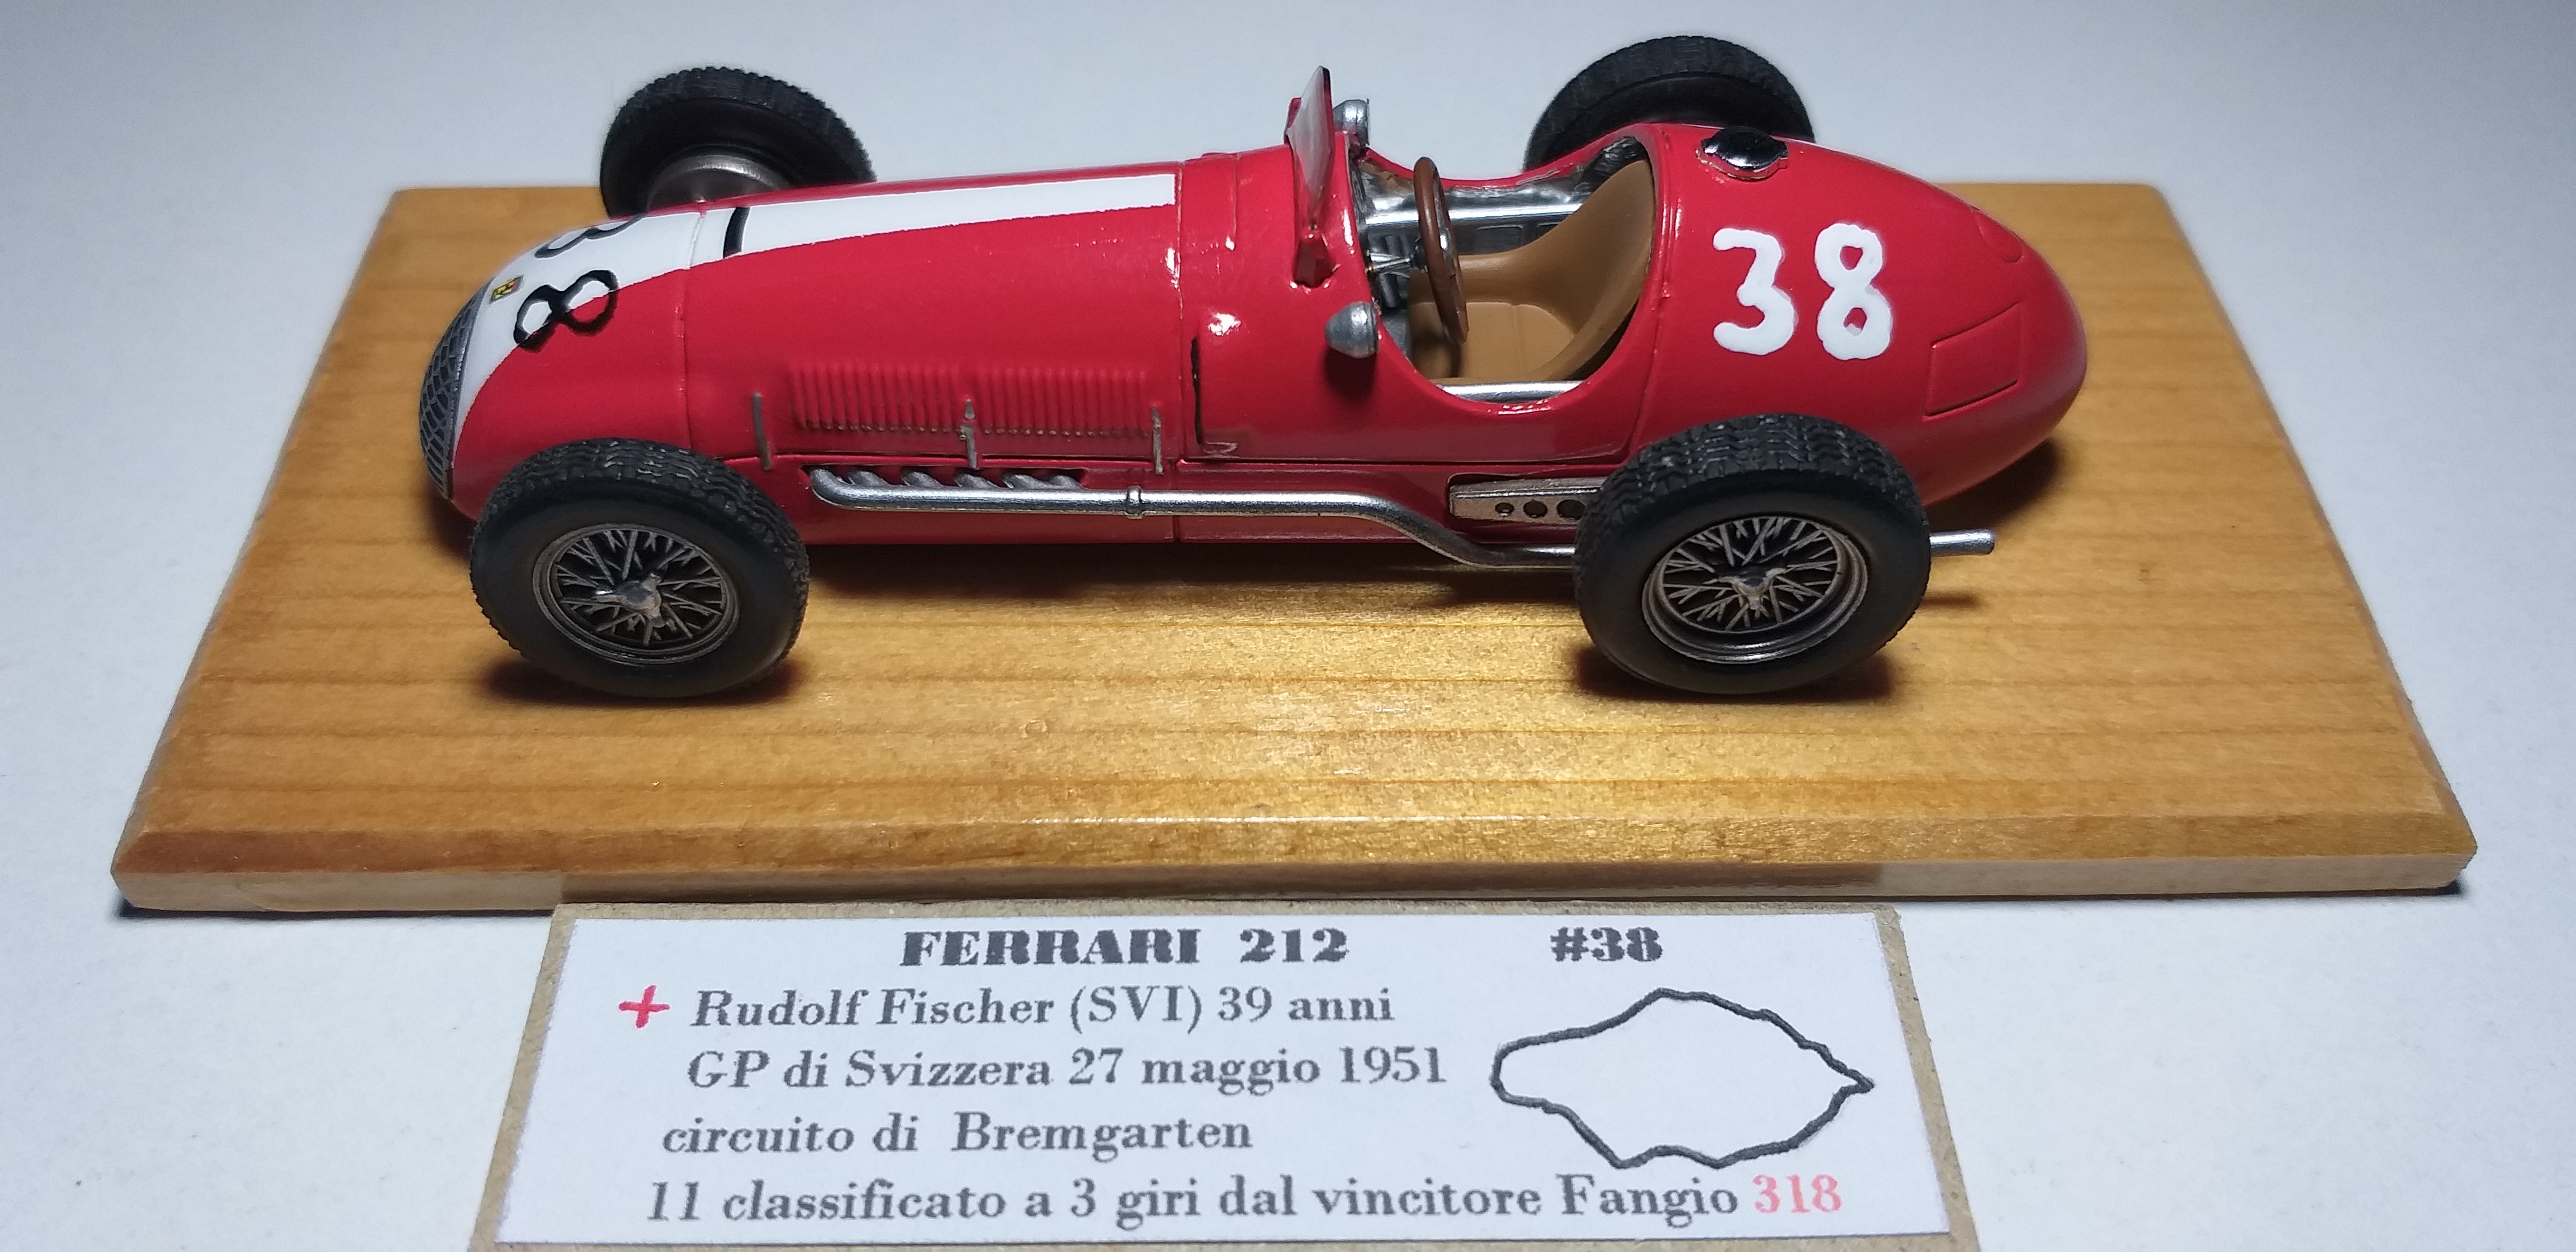 38
38
FERRARI 212 #38
+ Rudolf Fischer (SVI) 39 anni
GP di Svizzera 27 maggio 1951
circuito di Bremgarten
11 classificato a 3 giri dal vincitore Fangio 318